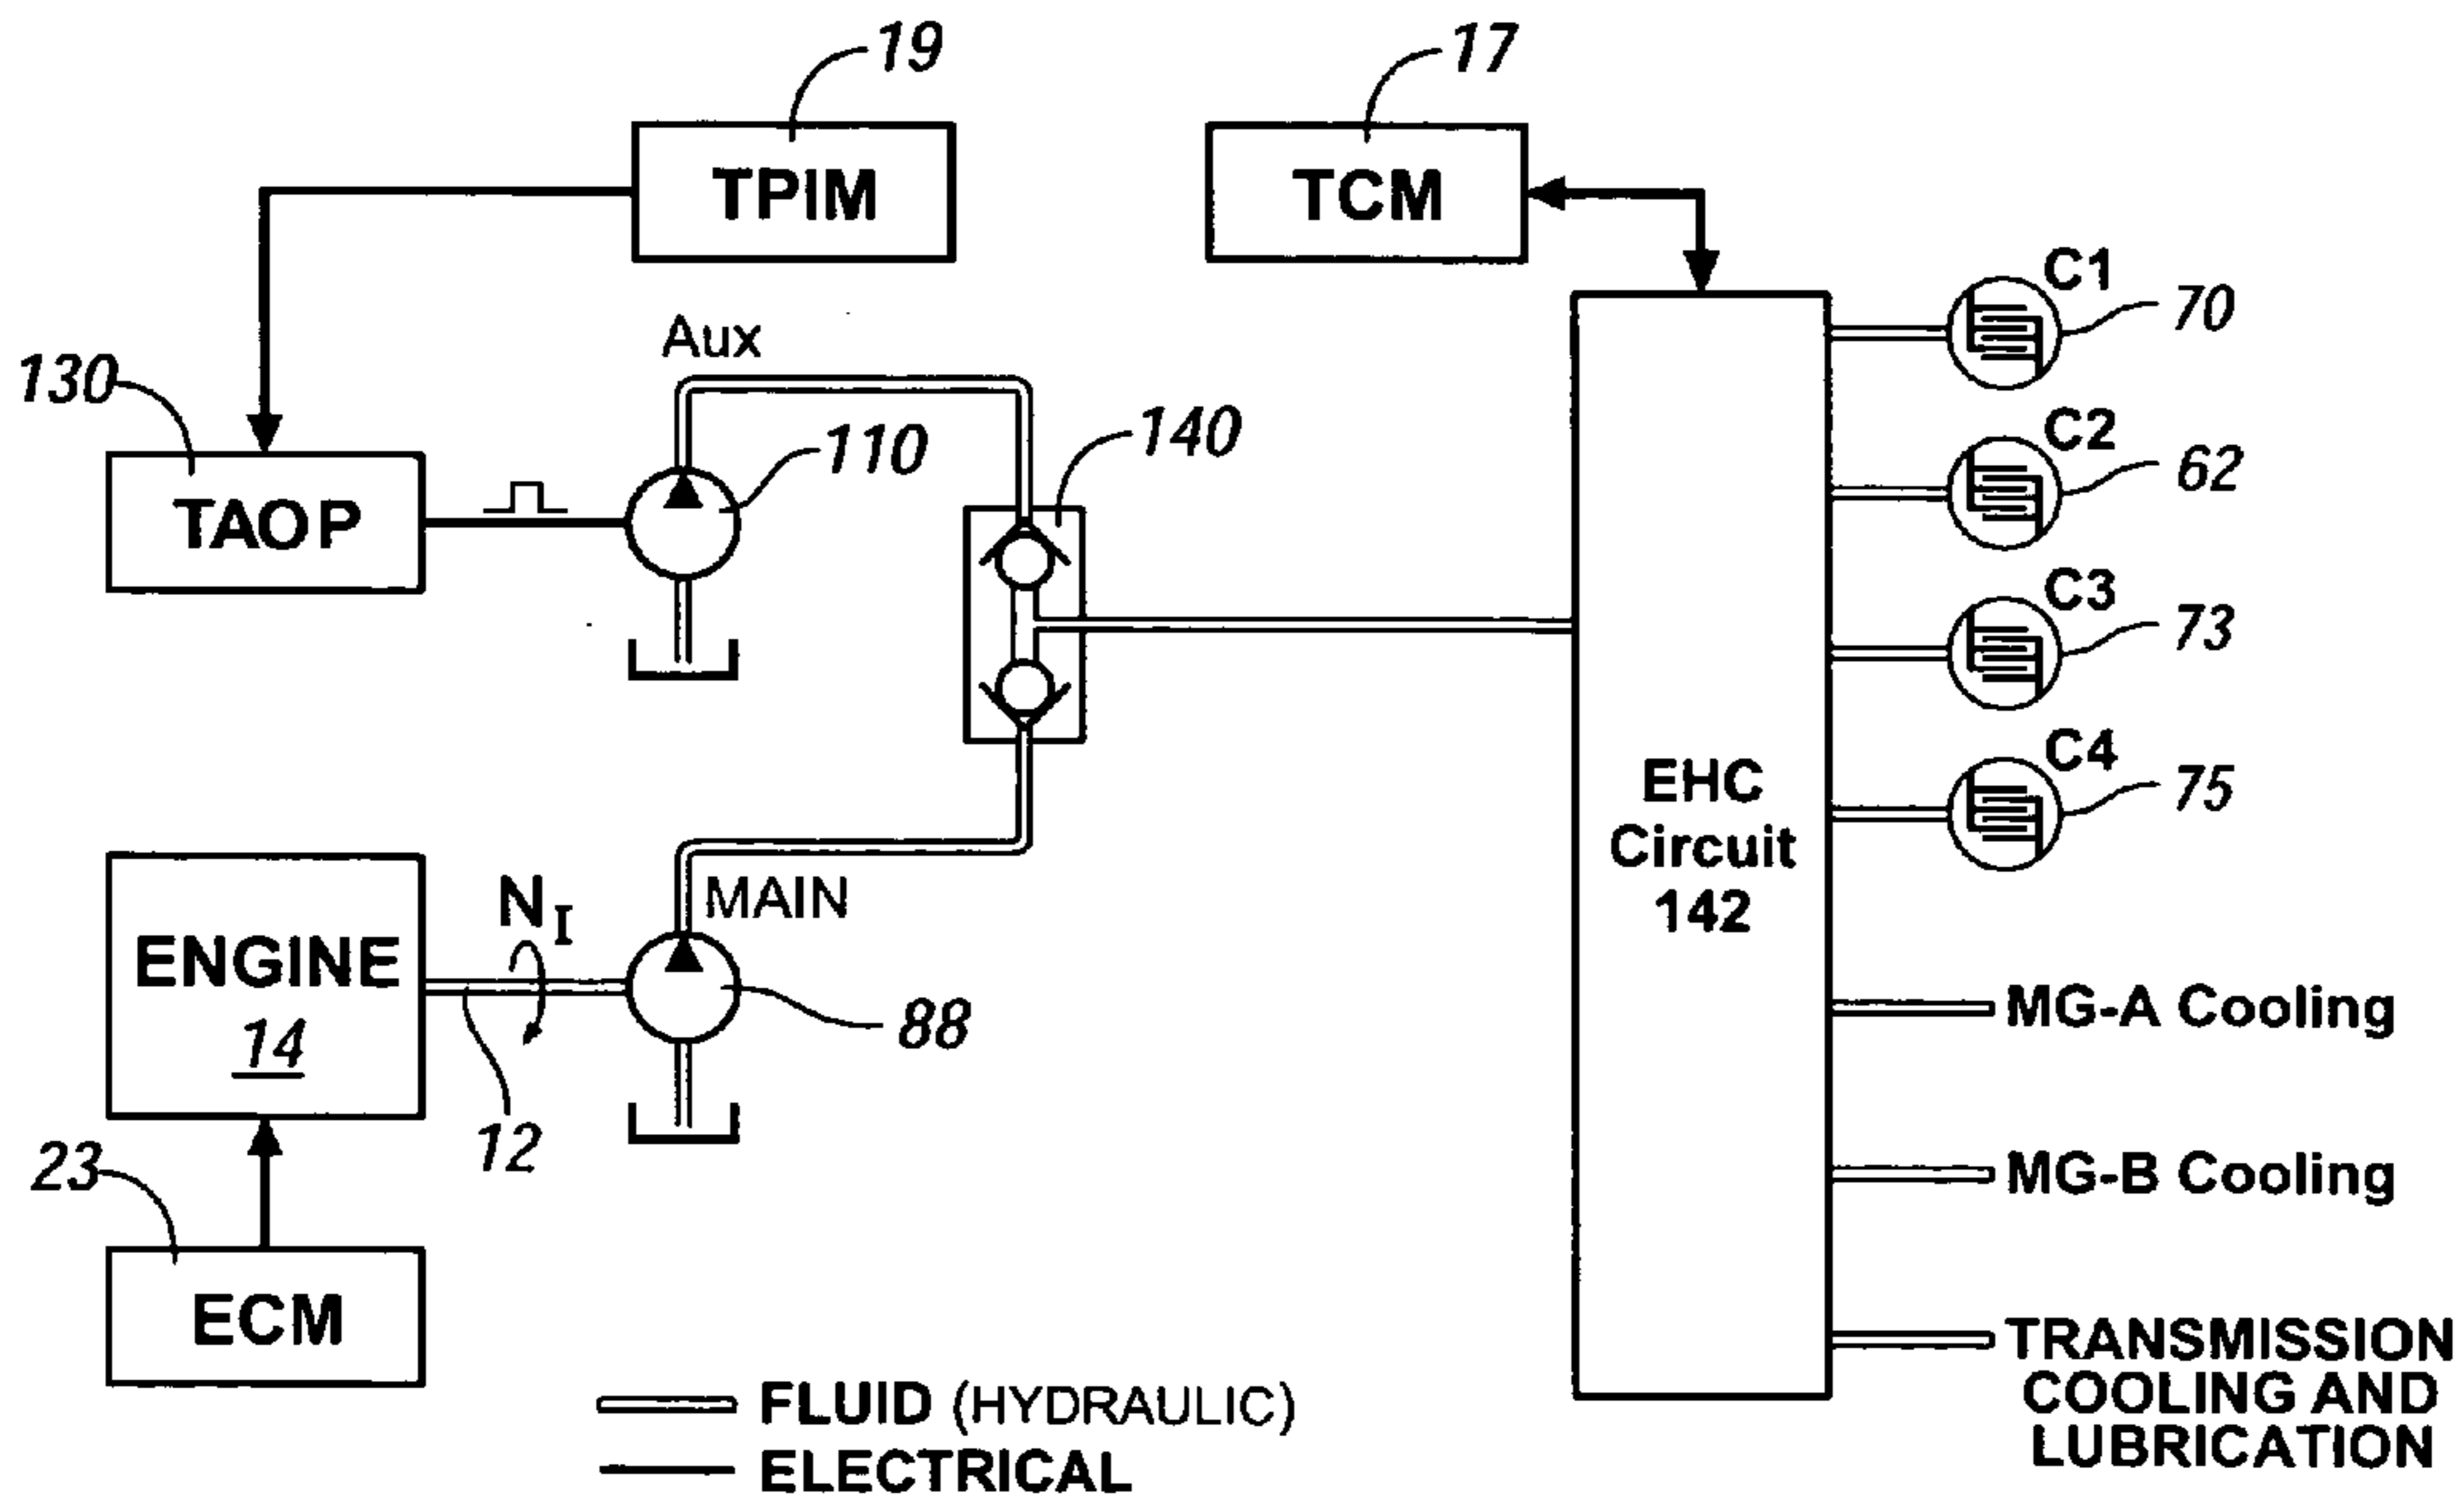 19
17
TPIM
TCM
C1
70
Aux
130
110
140
C2
62
TAOP
C3
73
C4
75
EHC
Circuit
142
MAIN
N I
ENGINE
14
88
MG-A Cooling
12
23
MG-B Cooling
ECM
TRANSMISSION
COOLING AND
LUBRICATION
FLUID (HYDRAULIC)
ELECTRICAL